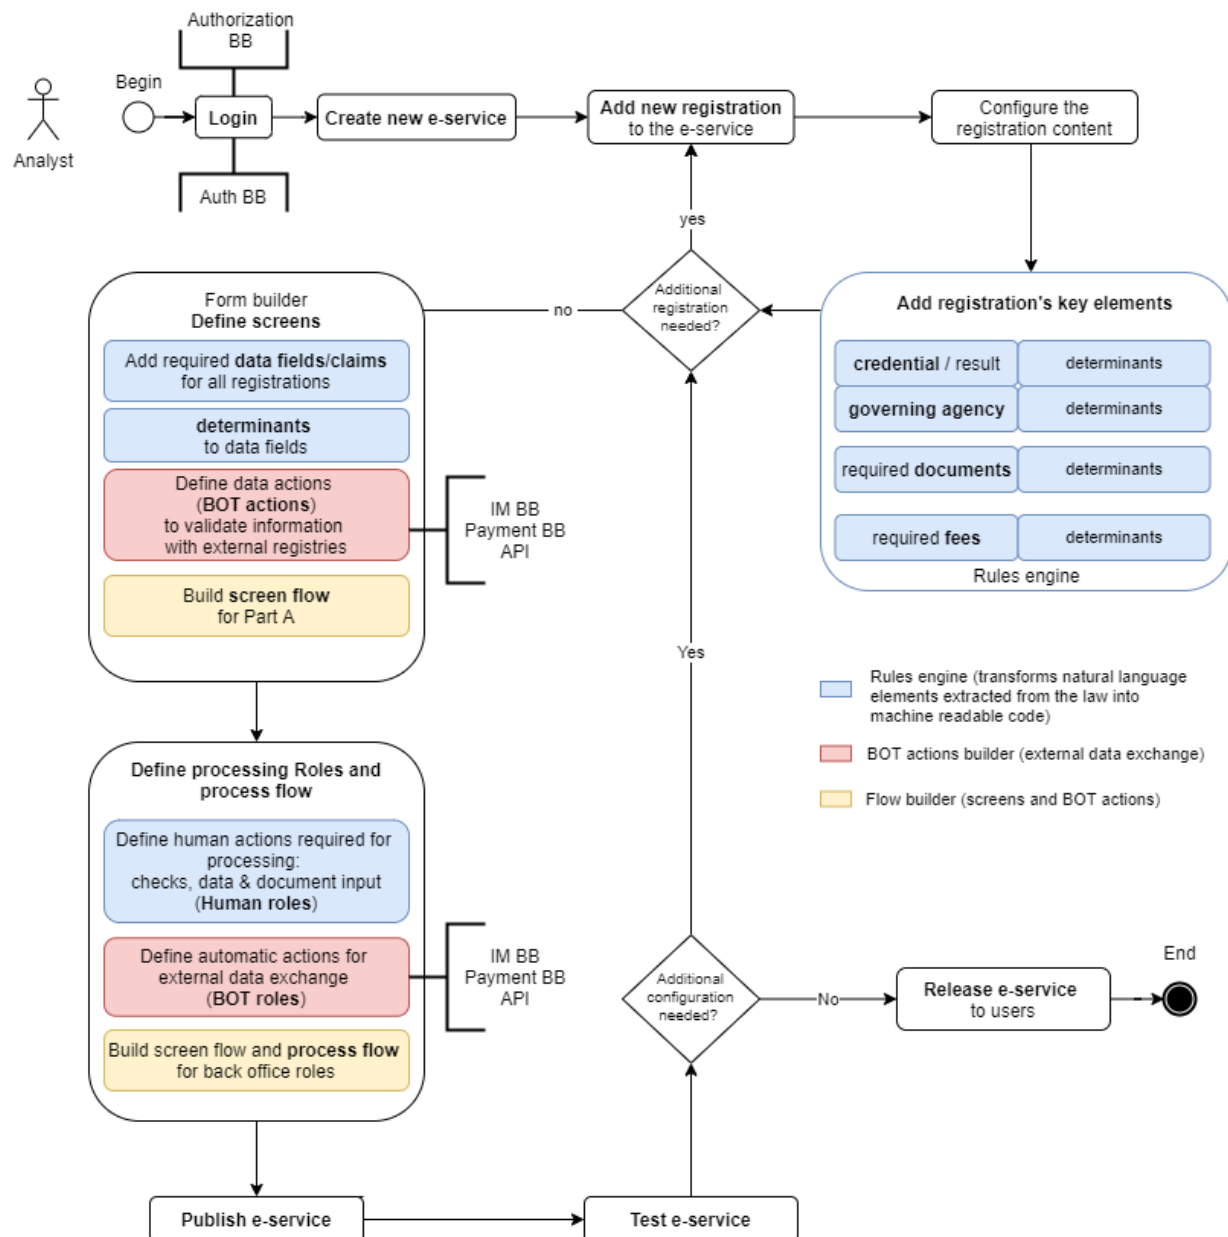 Authorization
BB
Begin
Analyst
Login
Auth BB
Create new e-service
Add new registration
to the e-service
Configure the
registration content
yes
Additional
registration
needed?
no
Add registration's key elements
credential / result
determinants
governing agency
determinants
required documents
determinants
required fees
determinants
Rules engine
Form builder
Define screens
Add required data fields/claims
for all registrations
determinants
to data fields
Define data actions
(BOT actions)
to validate information
with external registries
IM BB
Payment BB
API
Build screen flow
for Part A
Yes
Rules engine (transforms natural language
elements extracted from the law into
machine readable code)
BOT actions builder (external data exchange)
Flow builder (screens and BOT actions)
Define processing Roles and
process flow
Define human actions required for
processing:
checks, data & document input
(Human roles)
Define automatic actions for
external data exchange
(BOT roles)
IM BB
Payment BB
API
Build screen flow and process flow
for back office roles
Additional
configuration
needed?
No
Release e-service
to users
End
Publish e-service
Test e-service